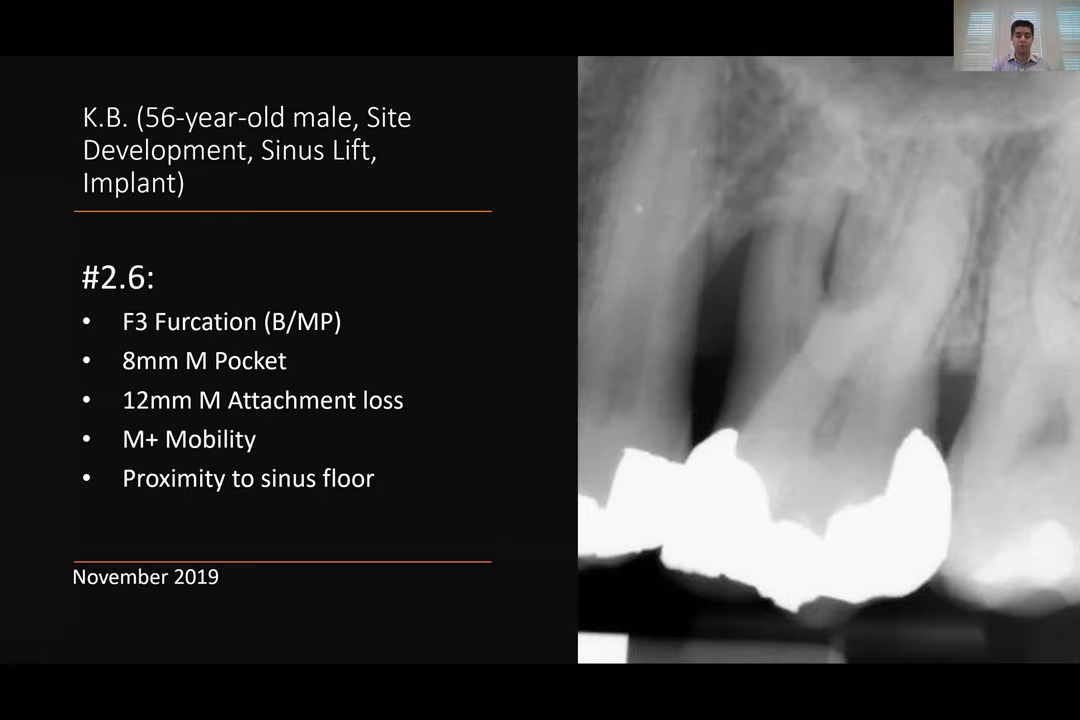 K.B. (56-year-old male, Site
Development, Sinus Lift,
Implant)
#2.6:
• F3 Furcation (B/MP)
• 8mm M Pocket
• 12mm M Attachment loss
• M+ Mobility
• Proximity to sinus floor
November 2019